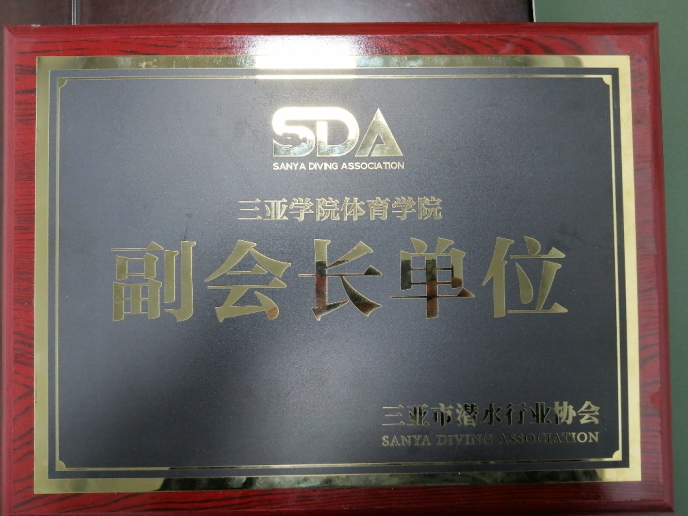 SDA
SANYA DIVING ASSOCIATION
三亚学院体育学院
副会长单位
三亚市潜水行业协会
SANYA DIVING ASSOCIATION